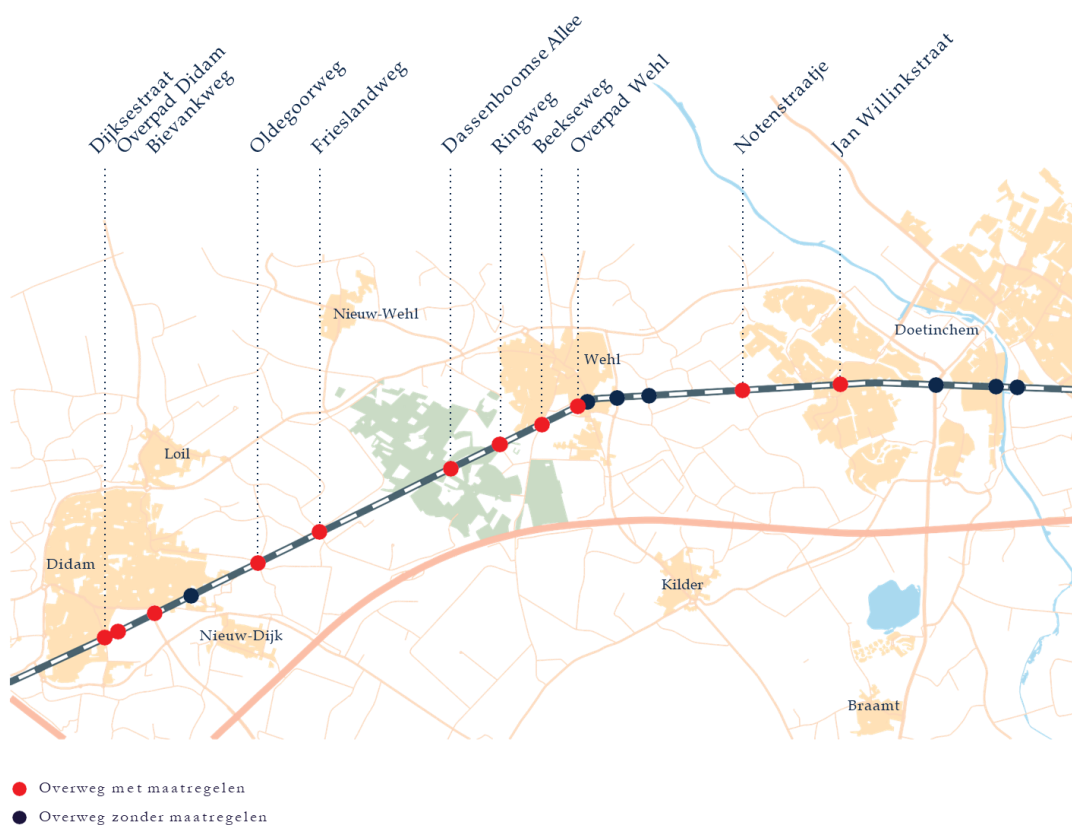 Dijksestraat
Overpad Didam
Bievankweg
Oldegoorweg
Frieslandweg
Dassenboomse Allee
Ringweg
Beekseweg
Overpad Wehl
Notenstraatje
Jan Willinkstraat
Nieuw-Wehl
Doetinchem
Wehl
Loil
Didam
Kilder
Nieuw-Dijk
Braamt
Overweg met maatregelen
Overweg zonder maatregelen